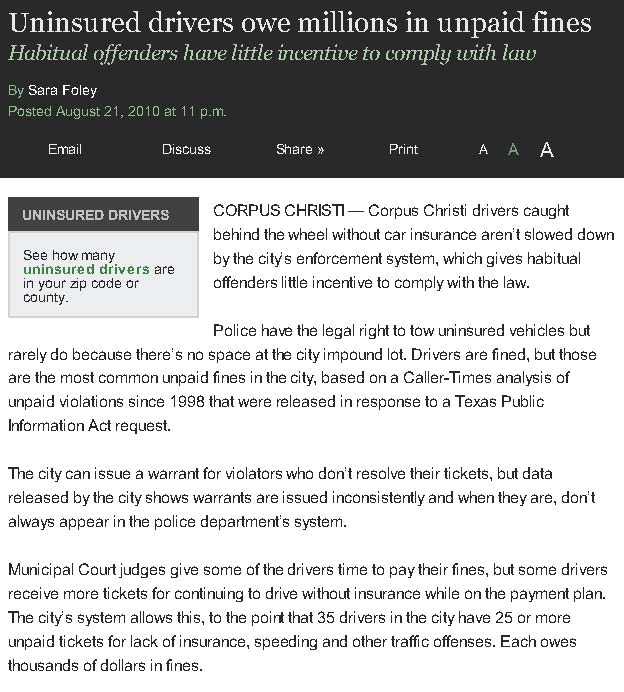 Uninsured drivers owe millions in unpaid fines
Habitual offenders have little incentive to comply with law
By Sara Foley
Posted August 21, 2010 at 11 p.m.
Email Discuss Share » Print A A A
UNINSURED DRIVERS
See how many
uninsured drivers are
in your zip code or
county.
CORPUS CHRISTI — Corpus Christi drivers caught
behind the wheel without car insurance aren't slowed down
by the city's enforcement system, which gives habitual
offenders little incentive to comply with the law.
Police have the legal right to tow uninsured vehicles but
rarely do because there's no space at the city impound lot. Drivers are fined, but those
are the most common unpaid fines in the city, based on a Caller-Times analysis of
unpaid violations since 1998 that were released in response to a Texas Public
Information Act request.
The city can issue a warrant for violators who don't resolve their tickets, but data
released by the city shows warrants are issued inconsistently and when they are, don't
always appear in the police department's system.
Municipal Court judges give some of the drivers time to pay their fines, but some drivers
receive more tickets for continuing to drive without insurance while on the payment plan.
The city's system allows this, to the point that 35 drivers in the city have 25 or more
unpaid tickets for lack of insurance, speeding and other traffic offenses. Each owes
thousands of dollars in fines.